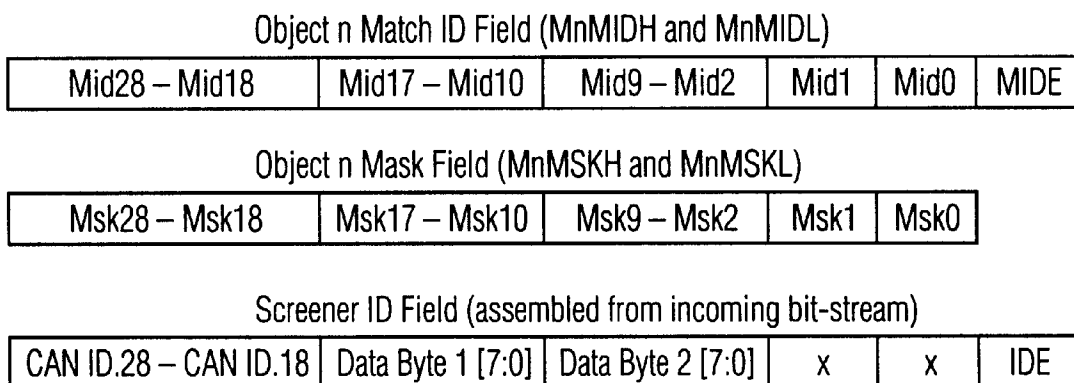 Object n Match ID Field (MnMIDH and MnMIDL)
Mid28 – Mid18 Mid17 – Mid10 Mid9 – Mid2 Mid1 Mid0 MIDE
Object n Mask Field (MnMSKH and MnMSKL)
Msk28 – Msk18 Msk17 – Msk10 Msk9 – Msk2 Msk1 Msk0
Screener ID Field (assembled from incoming bit-stream)
CAN ID.28 – CAN ID.18 Data Byte 1 [7:0] Data Byte 2 [7:0] x x IDE